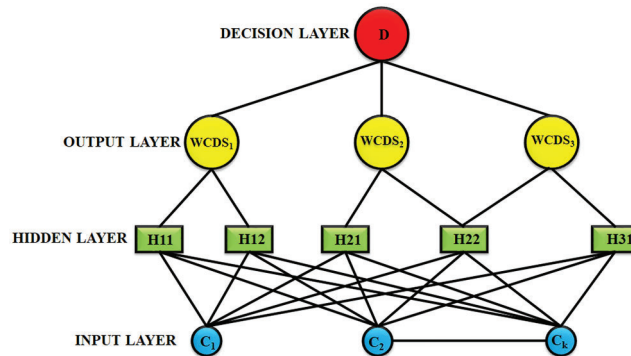 DECISION LAYER D
OUTPUT LAYER WCDS₁ WCDS₂ WCDS₃
HIDDEN LAYER H11 H12 H21 H22 H31
INPUT LAYER C₁ C₂ Cₖ